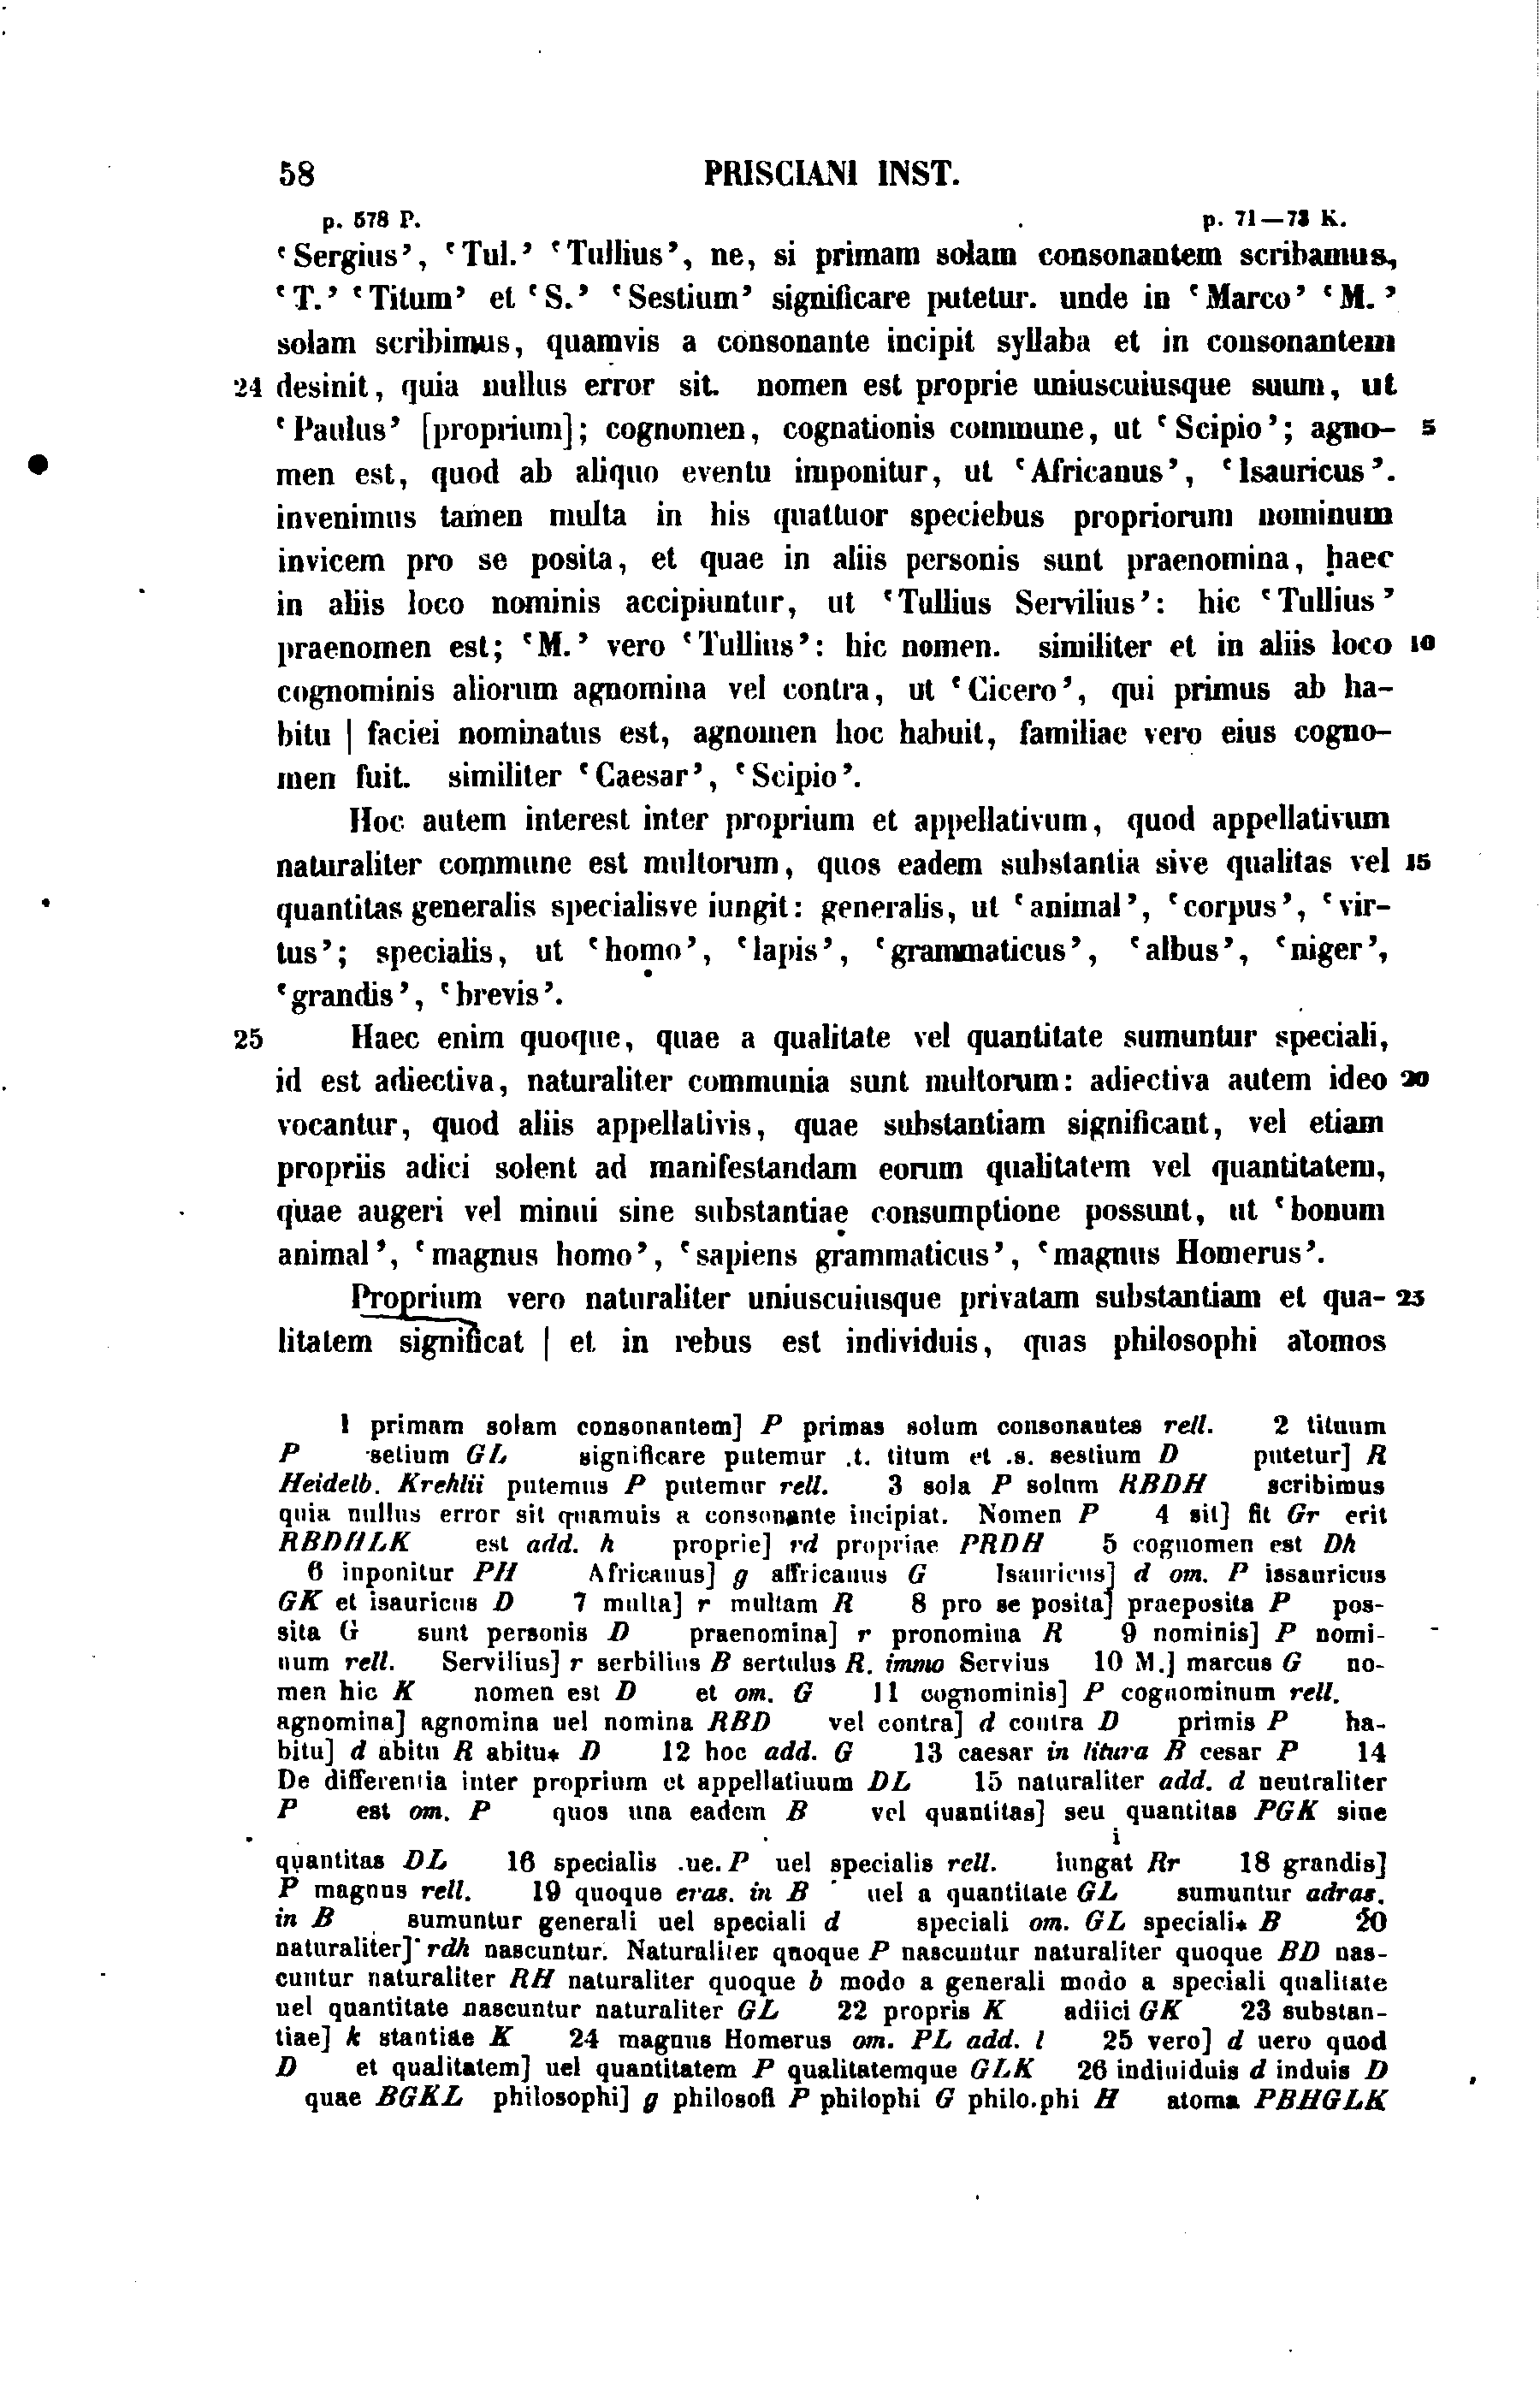 58 PRISCIANI INST.
p. 578 P. p. 71—73 K.
‘Sergius’, ‘Tul.’ ‘Tullius’, ne, si primam solam consonantem scribamus,
‘T.’ ‘Titum’ et ‘S.’ ‘Sestium’ significare putetur. unde in ‘Marco’ ‘M.’
solam scribimus, quamvis a consonante incipit syllaba et in consonantem
24 desinit, quia nullus error sit. nomen est proprie uniuscuiusque suum, ut
‘Paulus’ [proprium]; cognomen, cognationis commune, ut ‘Scipio’; agno- 5
men est, quod ab aliquo eventu imponitur, ut ‘Africanus’, ‘Isauricus’.
invenimus tamen multa in his quattuor speciebus propriorum nominum
invicem pro se posita, et quae in aliis personis sunt praenomina, haec
in aliis loco nominis accipiuntur, ut ‘Tullius Servilius’: hic ‘Tullius’
praenomen est; ‘M.’ vero ‘Tullius’: hic nomen. similiter et in aliis loco 10
cognominis aliorum agnomina vel contra, ut ‘Cicero’, qui primus ab ha-
bitu | faciei nominatus est, agnomen hoc habuit, familiae vero eius cogno-
men fuit. similiter ‘Caesar’, ‘Scipio’.
Hoc autem interest inter proprium et appellativum, quod appellativum
naturaliter commune est multorum, quos eadem substantia sive qualitas vel 15
quantitas generalis specialisve iungit: generalis, ut ‘animal’, ‘corpus’, ‘vir-
tus’; specialis, ut ‘homo’, ‘lapis’, ‘grammaticus’, ‘albus’, ‘niger’,
‘grandis’, ‘brevis’.
25 Haec enim quoque, quae a qualitate vel quantitate sumuntur speciali,
id est adiectiva, naturaliter communia sunt multorum: adiectiva autem ideo 20
vocantur, quod aliis appellativis, quae substantiam significant, vel etiam
propriis adici solent ad manifestandam eorum qualitatem vel quantitatem,
quae augeri vel minui sine substantiae consumptione possunt, ut ‘bonum
animal’, ‘magnus homo’, ‘sapiens grammaticus’, ‘magnus Homerus’.
Proprium vero naturaliter uniuscuiusque privatam substantiam et qua- 25
litatem significat | et in rebus est individuis, quas philosophi atomos
1 primam solam consonantem] P primas solum consonantes rell. 2 tituum
P setium GL significare putemur .t. titum et .s. sestium D putetur] R
Heidelb. Krehlii putemus P putemur rell. 3 sola P solum RBDH scribimus
quia nullus error sit quamuis a consonante incipiat. Nomen P 4 sit] fit Gr erit
RBDHLK est add. h proprie] rd propriae PRDH 5 cognomen est Dh
6 inponitur PH Africanus] g affricanus G Isauricus] d om. P issauricus
GK et isauricus D 7 multa] r multam R 8 pro se posita] praeposita P pos-
sita G sunt personis D praenomina] r pronomina R 9 nominis] P nomi-
num rell. Servilius] r serbilius B sertulus R. immo Servius 10 M.] marcus G no-
men hic K nomen est D et om. G 11 cognominis] P cognominum rell.
agnomina] agnomina uel nomina RBD vel contra] d contra D primis P ha-
bitu] d abitu R abitu* D 12 hoc add. G 13 caesar in litura B cesar P 14
De differentia inter proprium et appellatiuum DL 15 naturaliter add. d neutraliter
P est om. P quos una eadem B vel quantitas] seu quantitas PGK sine
quantitas DL 16 specialis .ue. P uel specialis rell. iungat Rr 18 grandis]
P magnus rell. 19 quoque eras. in B uel a quantitate GL sumuntur adras.
in B sumuntur generali uel speciali d speciali om. GL speciali* B 20
naturaliter] rdh nascuntur. Naturaliter quoque P nascuntur naturaliter quoque BD nas-
cuntur naturaliter RH naturaliter quoque b modo a generali modo a speciali qualitate
uel quantitate nascuntur naturaliter GL 22 propris K adiici GK 23 substan-
tiae] k stantiae K 24 magnus Homerus om. PL add. l 25 vero] d uero quod
D et qualitatem] uel quantitatem P qualitatemque GLK 26 indiuiduis d induis D
quae BGKL philosophi] g philosofi P philophi G philo.phi H atoma PBHGLK